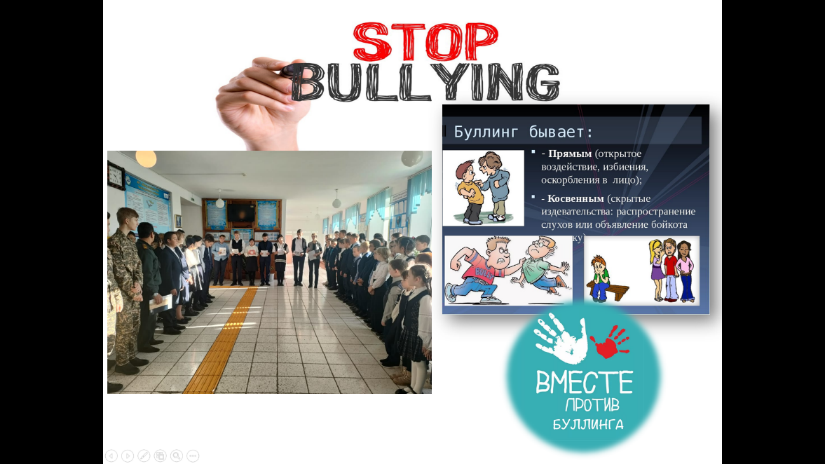 STOP
BULLYING
Буллинг бывает:
- Прямым (открытое
воздействие, избиения,
оскорбления в лицо);
- Косвенным (скрытые
издевательства: распространение
слухов или объявление бойкота
ВМЕСТЕ
ПРОТИВ
БУЛЛИНГА